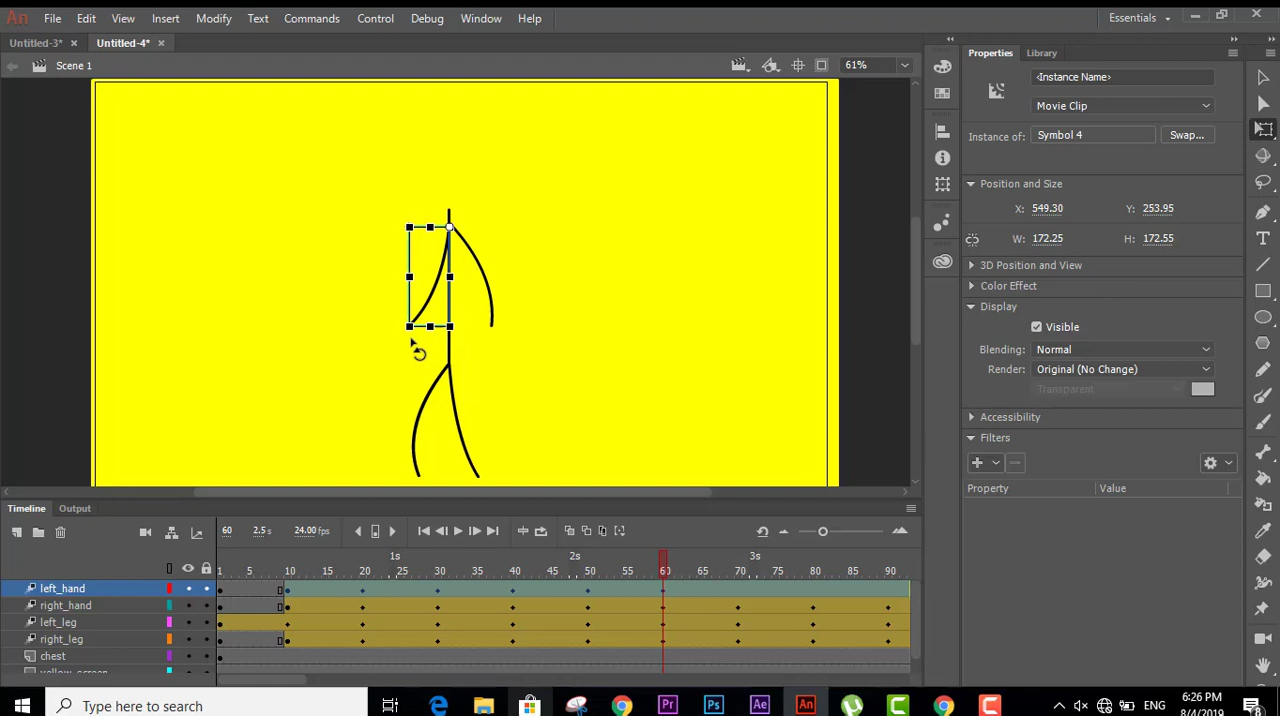 An File Edit View Insert Modify Text Commands Control Debug Window Help Essentials
Untitled-3* × Untitled-4* ×
Scene 1 61%
Properties Library
<Instance Name>
Movie Clip
Instance of: Symbol 4 Swap...
Position and Size
X: 549.30 Y: 253.95
W: 172.25 H: 172.55
3D Position and View
Color Effect
Display
Visible
Blending: Normal
Render: Original (No Change)
Transparent
Accessibility
Filters
Property Value
Timeline Output
60 2.5 s 24.00 fps
1s 2s 3s
1 5 10 15 20 25 30 35 40 45 50 55 60 65 70 75 80 85 90
left_hand
right_hand
left_leg
right_leg
chest
yellow_screen
Type here to search
Pr Ps Ae An
ENG
6:26 PM
8/4/2019